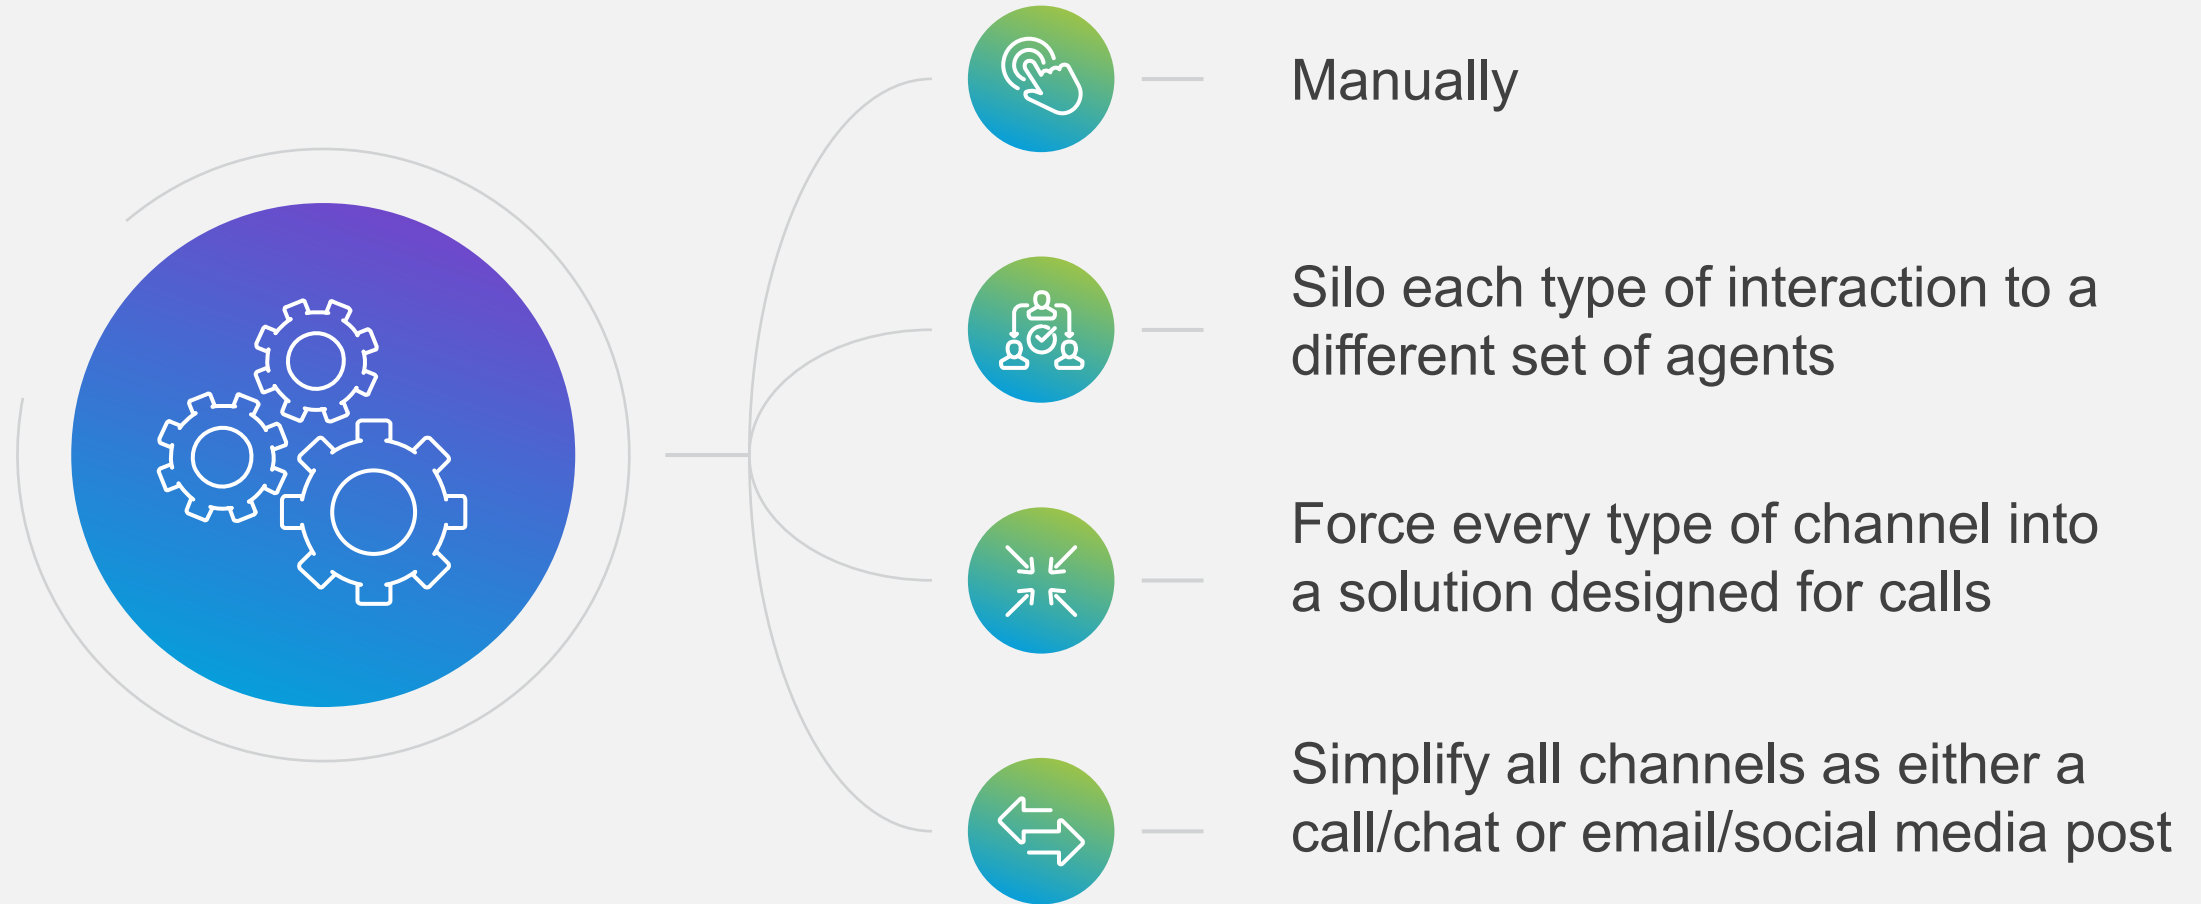 Manually
Silo each type of interaction to a
different set of agents
Force every type of channel into
a solution designed for calls
Simplify all channels as either a
call/chat or email/social media post